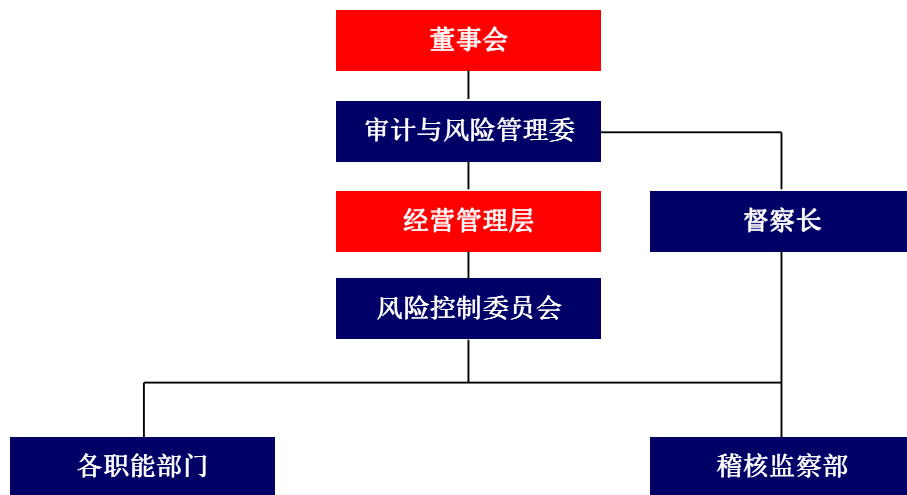 董事会
审计与风险管理委
经营管理层
督察长
风险控制委员会
各职能部门
稽核监察部